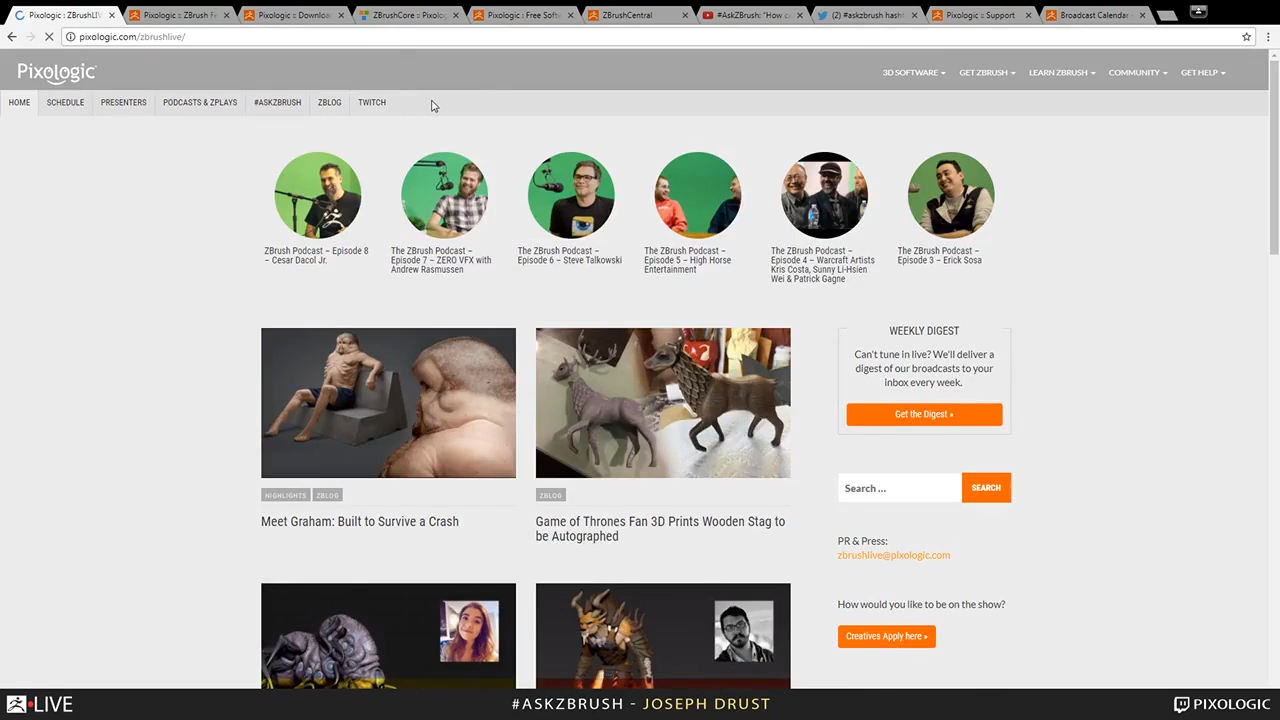 Pixologic : ZBrushLIV
Pixologic :: ZBrush Fe
Pixologic :: Downloa
ZBrushCore :: Pixolog
Pixologic : Free Softw
ZBrushCentral
#AskZBrush: "How c
(2) #askzbrush hasht
Pixologic :: Support
Broadcast Calendar
pixologic.com/zbrushlive/
Pixologic
3D SOFTWARE GET ZBRUSH LEARN ZBRUSH COMMUNITY GET HELP
HOME SCHEDULE PRESENTERS PODCASTS & ZPLAYS #ASKZBRUSH ZBLOG TWITCH
ZBrush Podcast – Episode 8
– Cesar Dacol Jr.
The ZBrush Podcast –
Episode 7 – ZERO VFX with
Andrew Rasmussen
The ZBrush Podcast –
Episode 6 – Steve Talkowski
The ZBrush Podcast –
Episode 5 – High Horse
Entertainment
The ZBrush Podcast –
Episode 4 – Warcraft Artists
Kris Costa, Sunny Li-Hsien
Wei & Patrick Gagne
The ZBrush Podcast –
Episode 3 – Erick Sosa
HIGHLIGHTS ZBLOG
Meet Graham: Built to Survive a Crash
ZBLOG
Game of Thrones Fan 3D Prints Wooden Stag to
be Autographed
WEEKLY DIGEST
Can't tune in live? We'll deliver a
digest of our broadcasts to your
inbox every week.
Get the Digest »
Search ...
SEARCH
PR & Press:
zbrushlive@pixologic.com
How would you like to be on the show?
Creatives Apply here »
LIVE
#ASKZBRUSH - JOSEPH DRUST
PIXOLOGIC